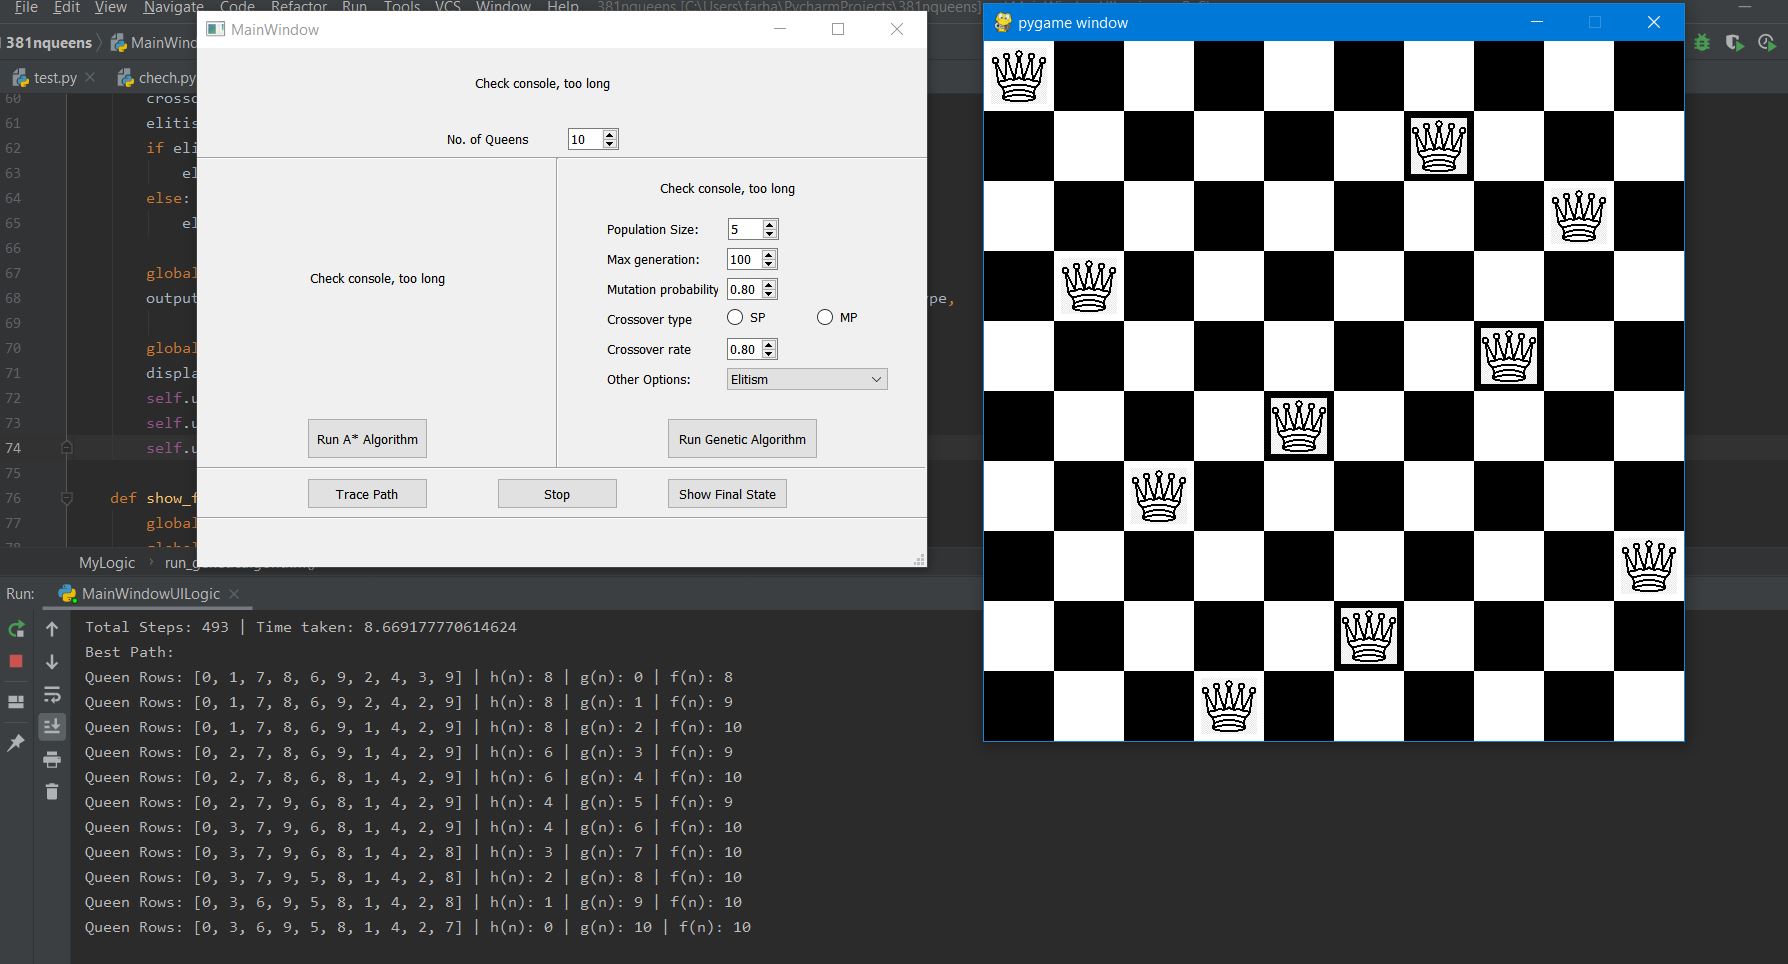 File Edit View Navigate Code Refactor Run Tools VCS Window Help 381nqueens [C:\Users\farha\PycharmProjects\381nqueens]
381nqueens MainWindo
test.py chech.py
60 crosso
61 elitis
62 if eli
63 el
64 else:
65 el
66
67 global
68 output ype,
69
70 global
71 displa
72 self.u
73 self.u
74 self.u
75
76 def show_f
77 global
78
MyLogic
MainWindow
Check console, too long
No. of Queens 10
Check console, too long
Check console, too long
Population Size: 5
Max generation: 100
Mutation probability 0.80
Crossover type SP MP
Crossover rate 0.80
Other Options: Elitism
Run A* Algorithm
Run Genetic Algorithm
Trace Path Stop Show Final State
pygame window
Run: MainWindowUILogic
Total Steps: 493 | Time taken: 8.669177770614624
Best Path:
Queen Rows: [0, 1, 7, 8, 6, 9, 2, 4, 3, 9] | h(n): 8 | g(n): 0 | f(n): 8
Queen Rows: [0, 1, 7, 8, 6, 9, 2, 4, 2, 9] | h(n): 8 | g(n): 1 | f(n): 9
Queen Rows: [0, 1, 7, 8, 6, 9, 1, 4, 2, 9] | h(n): 8 | g(n): 2 | f(n): 10
Queen Rows: [0, 2, 7, 8, 6, 9, 1, 4, 2, 9] | h(n): 6 | g(n): 3 | f(n): 9
Queen Rows: [0, 2, 7, 8, 6, 8, 1, 4, 2, 9] | h(n): 6 | g(n): 4 | f(n): 10
Queen Rows: [0, 2, 7, 9, 6, 8, 1, 4, 2, 9] | h(n): 4 | g(n): 5 | f(n): 9
Queen Rows: [0, 3, 7, 9, 6, 8, 1, 4, 2, 9] | h(n): 4 | g(n): 6 | f(n): 10
Queen Rows: [0, 3, 7, 9, 6, 8, 1, 4, 2, 8] | h(n): 3 | g(n): 7 | f(n): 10
Queen Rows: [0, 3, 7, 9, 5, 8, 1, 4, 2, 8] | h(n): 2 | g(n): 8 | f(n): 10
Queen Rows: [0, 3, 6, 9, 5, 8, 1, 4, 2, 8] | h(n): 1 | g(n): 9 | f(n): 10
Queen Rows: [0, 3, 6, 9, 5, 8, 1, 4, 2, 7] | h(n): 0 | g(n): 10 | f(n): 10